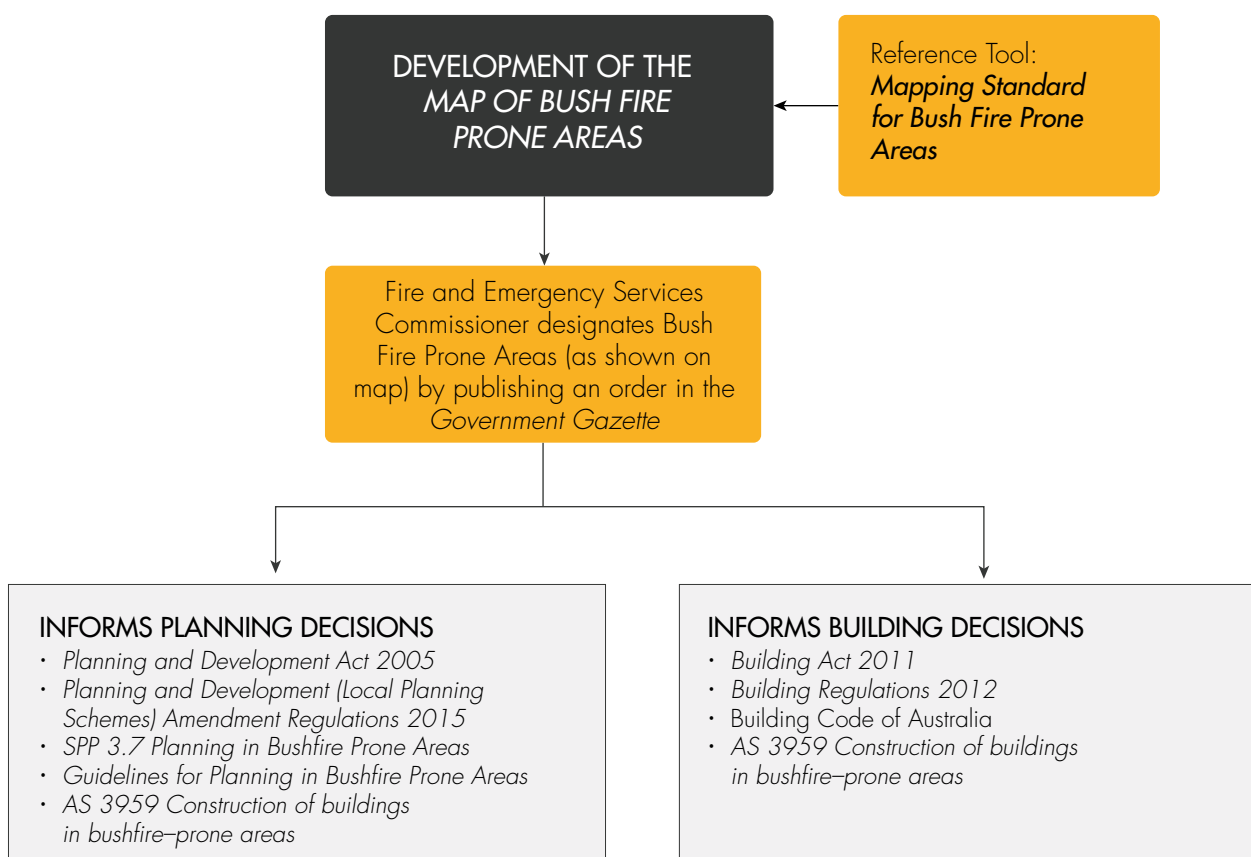 DEVELOPMENT OF THE
MAP OF BUSH FIRE
PRONE AREAS
Reference Tool:
Mapping Standard
for Bush Fire Prone
Areas
Fire and Emergency Services
Commissioner designates Bush
Fire Prone Areas (as shown on
map) by publishing an order in the
Government Gazette
INFORMS PLANNING DECISIONS
· Planning and Development Act 2005
· Planning and Development (Local Planning
Schemes) Amendment Regulations 2015
· SPP 3.7 Planning in Bushfire Prone Areas
· Guidelines for Planning in Bushfire Prone Areas
· AS 3959 Construction of buildings
in bushfire–prone areas
INFORMS BUILDING DECISIONS
· Building Act 2011
· Building Regulations 2012
· Building Code of Australia
· AS 3959 Construction of buildings
in bushfire–prone areas